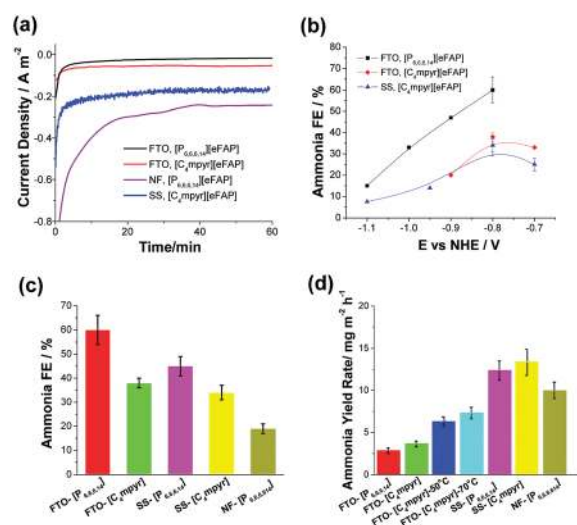 (a)
Current Density / A m⁻²
0.0
-0.2
-0.4
-0.6
-0.8
FTO, [P₆,₆,₆,₁₄][eFAP]
FTO, [C₄mpyr][eFAP]
NF, [P₆,₆,₆,₁₄][eFAP]
SS, [C₄mpyr][eFAP]
0 20 40 60
Time/min
(b)
Ammonia FE / %
80
70
60
50
40
30
20
10
0
FTO, [P₆,₆,₆,₁₄][eFAP]
FTO, [C₄mpyr][eFAP]
SS, [C₄mpyr][eFAP]
-1.1 -1.0 -0.9 -0.8 -0.7
E vs NHE / V
(c)
Ammonia FE / %
70
60
50
40
30
20
10
0
FTO- [P₆,₆,₆,₁₄]
FTO- [C₄mpyr]
SS- [P₆,₆,₆,₁₄]
SS- [C₄mpyr]
NF- [P₆,₆,₆,₁₄]
(d)
Ammonia Yield Rate/ mg m⁻² h⁻¹
20
15
10
5
0
FTO- [P₆,₆,₆,₁₄]
FTO- [C₄mpyr]
FTO- [C₄mpyr]-50°C
FTO- [C₄mpyr]-70°C
SS- [P₆,₆,₆,₁₄]
SS- [C₄mpyr]
NF- [P₆,₆,₆,₁₄]